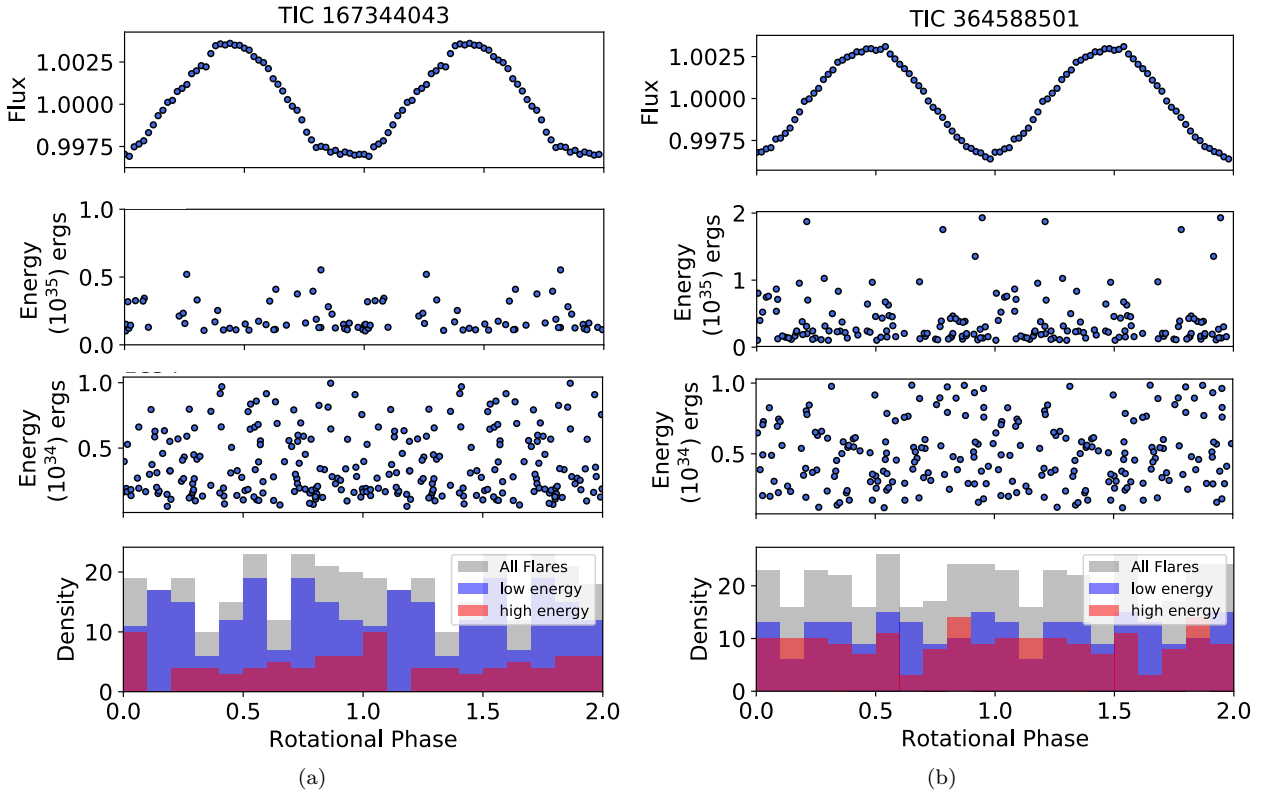 TIC 167344043
1.0025
1.0000
0.9975
Flux
1.0
0.5
0.0
Energy
(10³⁵) ergs
1.0
0.5
Energy
(10³⁴) ergs
20
10
0
Density
All Flares
low energy
high energy
0.0 0.5 1.0 1.5 2.0
Rotational Phase
(a)
TIC 364588501
1.0025
1.0000
0.9975
Flux
2
1
0
Energy
(10³⁵) ergs
1.0
0.5
Energy
(10³⁴) ergs
20
10
0
Density
All Flares
low energy
high energy
0.0 0.5 1.0 1.5 2.0
Rotational Phase
(b)